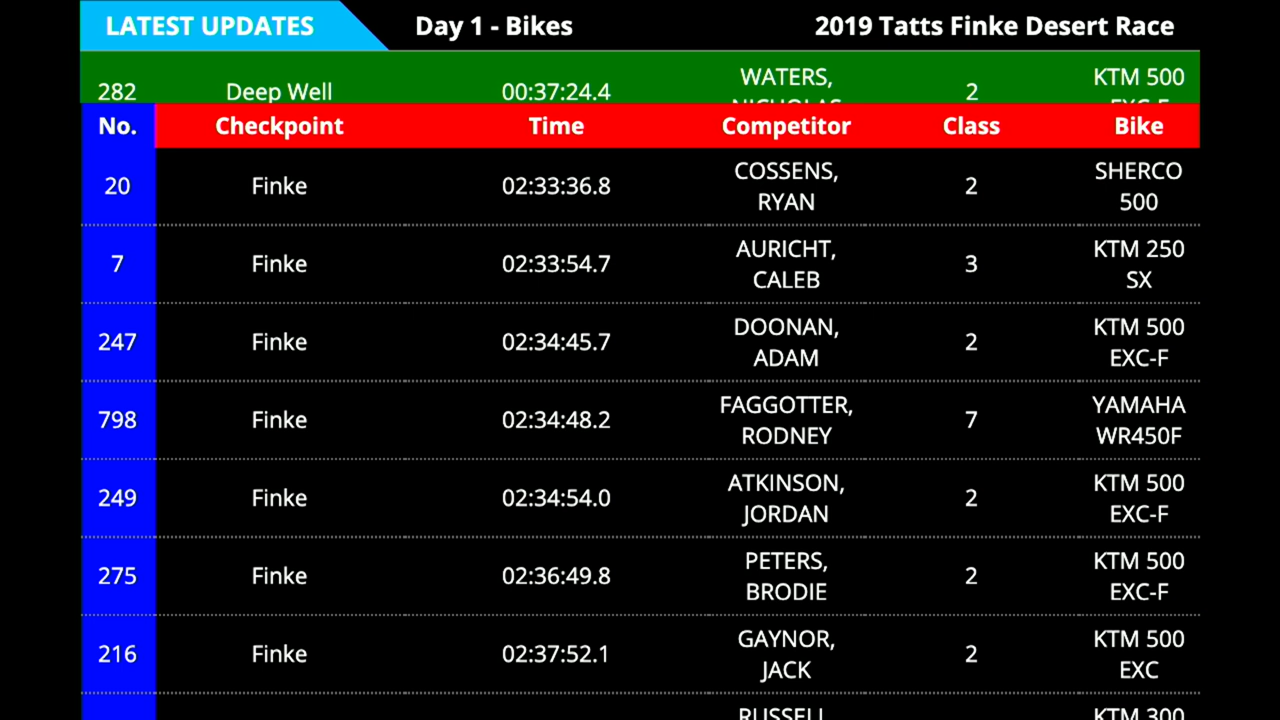 LATEST UPDATES Day 1 - Bikes 2019 Tatts Finke Desert Race
282 Deep Well 00:37:24.4 WATERS, 2 KTM 500
No. Checkpoint Time Competitor Class Bike
20 Finke 02:33:36.8 COSSENS, RYAN 2 SHERCO 500
7 Finke 02:33:54.7 AURICHT, CALEB 3 KTM 250 SX
247 Finke 02:34:45.7 DOONAN, ADAM 2 KTM 500 EXC-F
798 Finke 02:34:48.2 FAGGOTTER, RODNEY 7 YAMAHA WR450F
249 Finke 02:34:54.0 ATKINSON, JORDAN 2 KTM 500 EXC-F
275 Finke 02:36:49.8 PETERS, BRODIE 2 KTM 500 EXC-F
216 Finke 02:37:52.1 GAYNOR, JACK 2 KTM 500 EXC
RUSSELL KTM 300